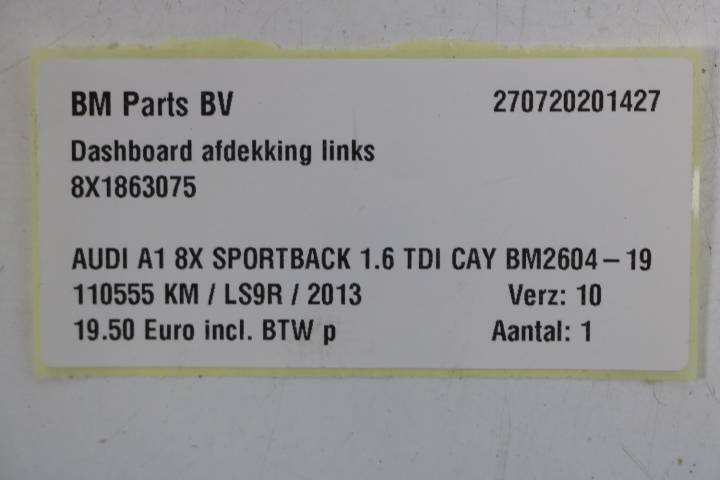 BM Parts BV 270720201427
Dashboard afdekking links
8X1863075
AUDI A1 8X SPORTBACK 1.6 TDI CAY BM2604-19
110555 KM / LS9R / 2013 Verz: 10
19.50 Euro incl. BTW p Aantal: 1